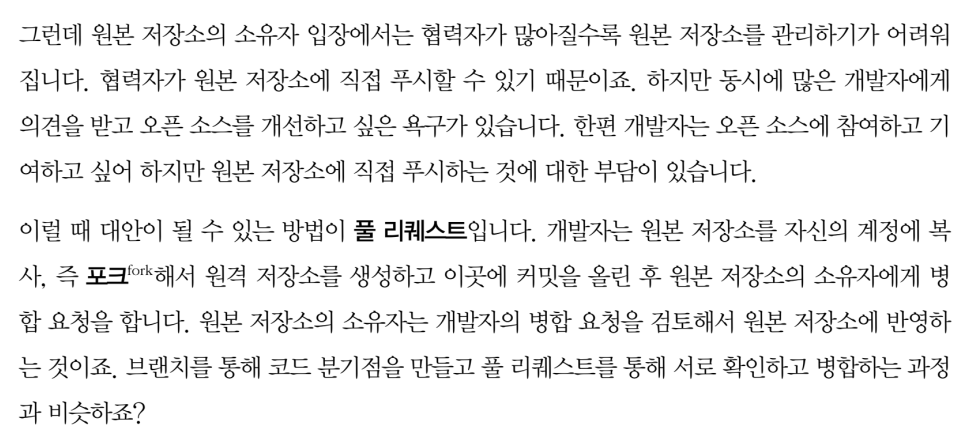 그런데 원본 저장소의 소유자 입장에서는 협력자가 많아질수록 원본 저장소를 관리하기가 어려워
집니다. 협력자가 원본 저장소에 직접 푸시할 수 있기 때문이죠. 하지만 동시에 많은 개발자에게
의견을 받고 오픈 소스를 개선하고 싶은 욕구가 있습니다. 한편 개발자는 오픈 소스에 참여하고 기
여하고 싶어 하지만 원본 저장소에 직접 푸시하는 것에 대한 부담이 있습니다.
이럴 때 대안이 될 수 있는 방법이 풀 리퀘스트입니다. 개발자는 원본 저장소를 자신의 계정에 복
사, 즉 포크fork해서 원격 저장소를 생성하고 이곳에 커밋을 올린 후 원본 저장소의 소유자에게 병
합 요청을 합니다. 원본 저장소의 소유자는 개발자의 병합 요청을 검토해서 원본 저장소에 반영하
는 것이죠. 브랜치를 통해 코드 분기점을 만들고 풀 리퀘스트를 통해 서로 확인하고 병합하는 과정
과 비슷하죠?